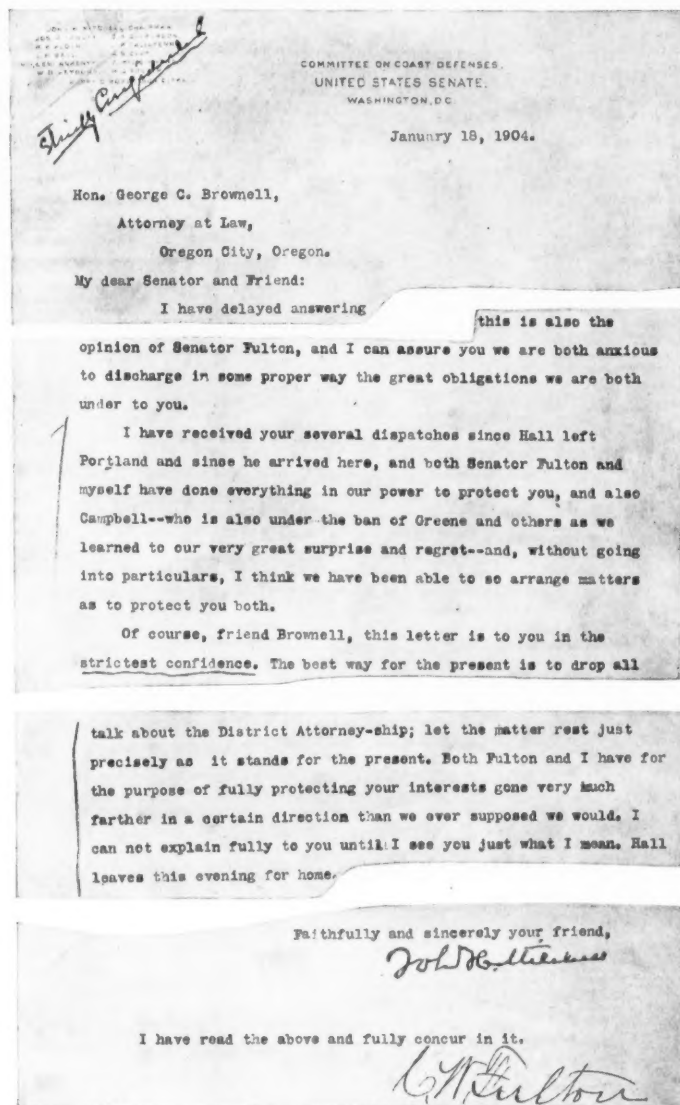 Strictly Confidential
COMMITTEE ON COAST DEFENSES,
UNITED STATES SENATE.
WASHINGTON, D.C.
January 18, 1904.
Hon. George C. Brownell,
Attorney at Law,
Oregon City, Oregon.
My dear Senator and Friend:
I have delayed answering
this is also the
opinion of Senator Fulton, and I can assure you we are both anxious
to discharge in some proper way the great obligations we are both
under to you.
I have received your several dispatches since Hall left
Portland and since he arrived here, and both Senator Fulton and
myself have done everything in our power to protect you, and also
Campbell--who is also under the ban of Greene and others as we
learned to our very great surprise and regret--and, without going
into particulars, I think we have been able to so arrange matters
as to protect you both.
Of course, friend Brownell, this letter is to you in the
strictest confidence. The best way for the present is to drop all
talk about the District Attorney-ship; let the matter rest just
precisely as it stands for the present. Both Fulton and I have for
the purpose of fully protecting your interests gone very much
farther in a certain direction than we ever supposed we would. I
can not explain fully to you until I see you just what I mean. Hall
leaves this evening for home.
Faithfully and sincerely your friend,
John H. Mitchell
I have read the above and fully concur in it.
C. W. Fulton